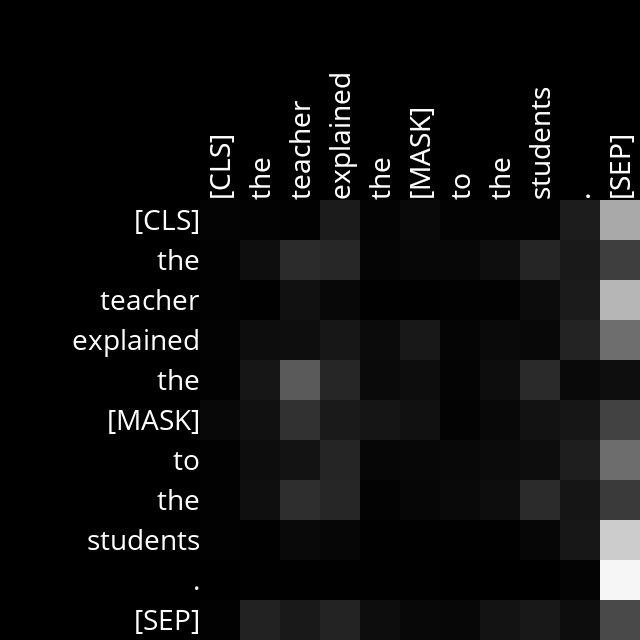 [CLS]
the
teacher
explained
the
[MASK]
to
the
students
.
[SEP]
[CLS]
the
teacher
explained
the
[MASK]
to
the
students
.
[SEP]